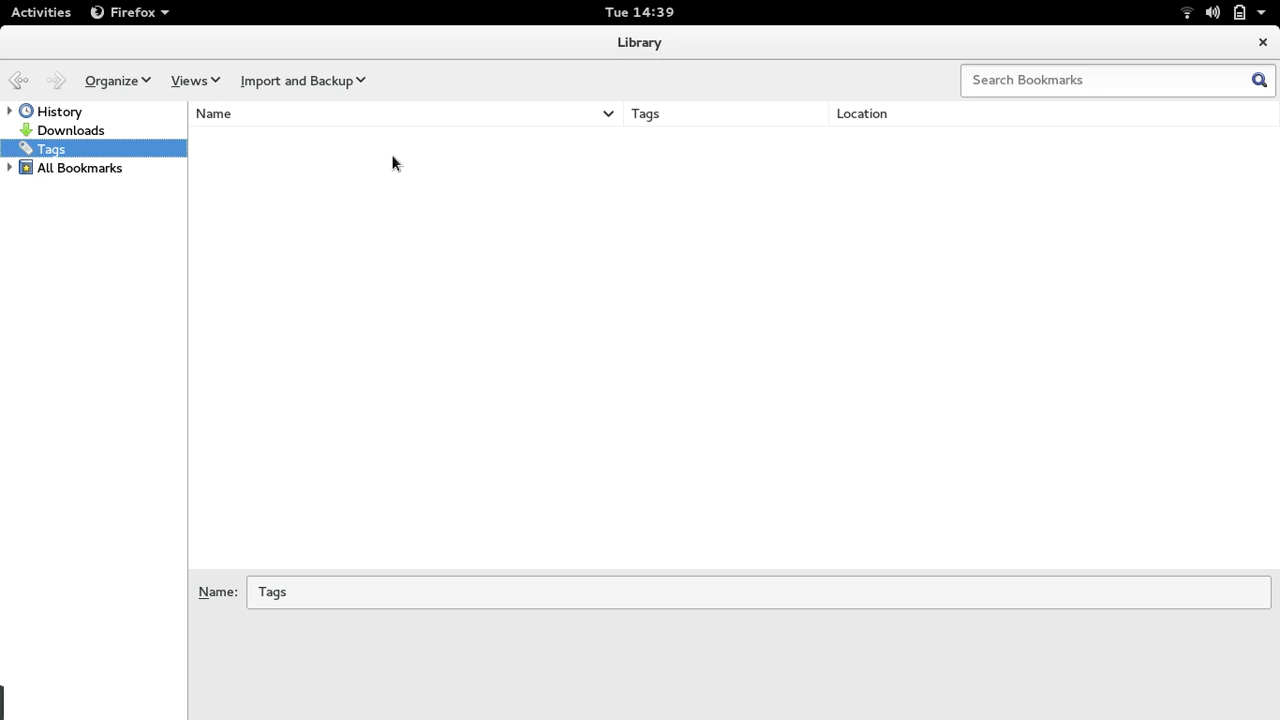 Activities Firefox Tue 14:39
Library
Organize Views Import and Backup Search Bookmarks
Name Tags Location
History
Downloads
Tags
All Bookmarks
Name: Tags